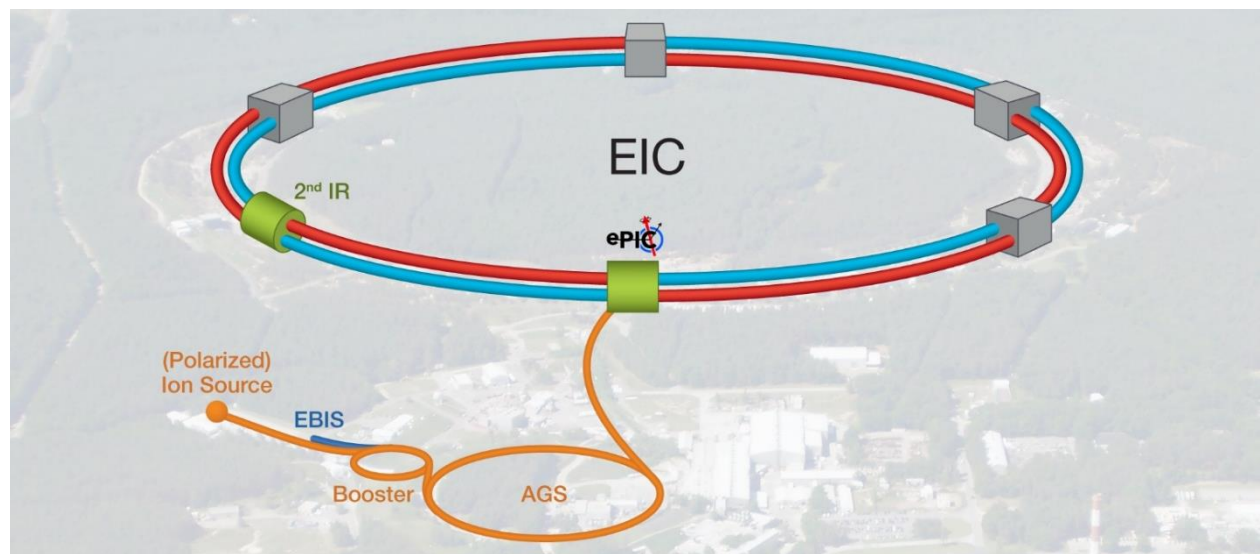 EIC
2nd IR
ePIC
(Polarized)
Ion Source
EBIS
Booster
AGS